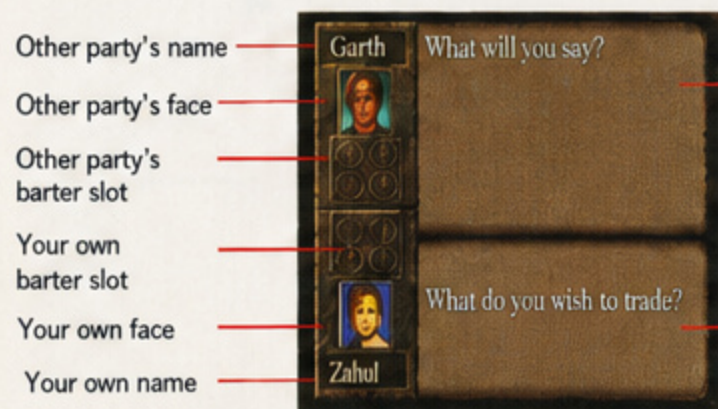 Other party's name
Garth
What will you say?
Other party's face
Other party's
barter slot
Your own
barter slot
What do you wish to trade?
Your own face
Your own name
Zahul